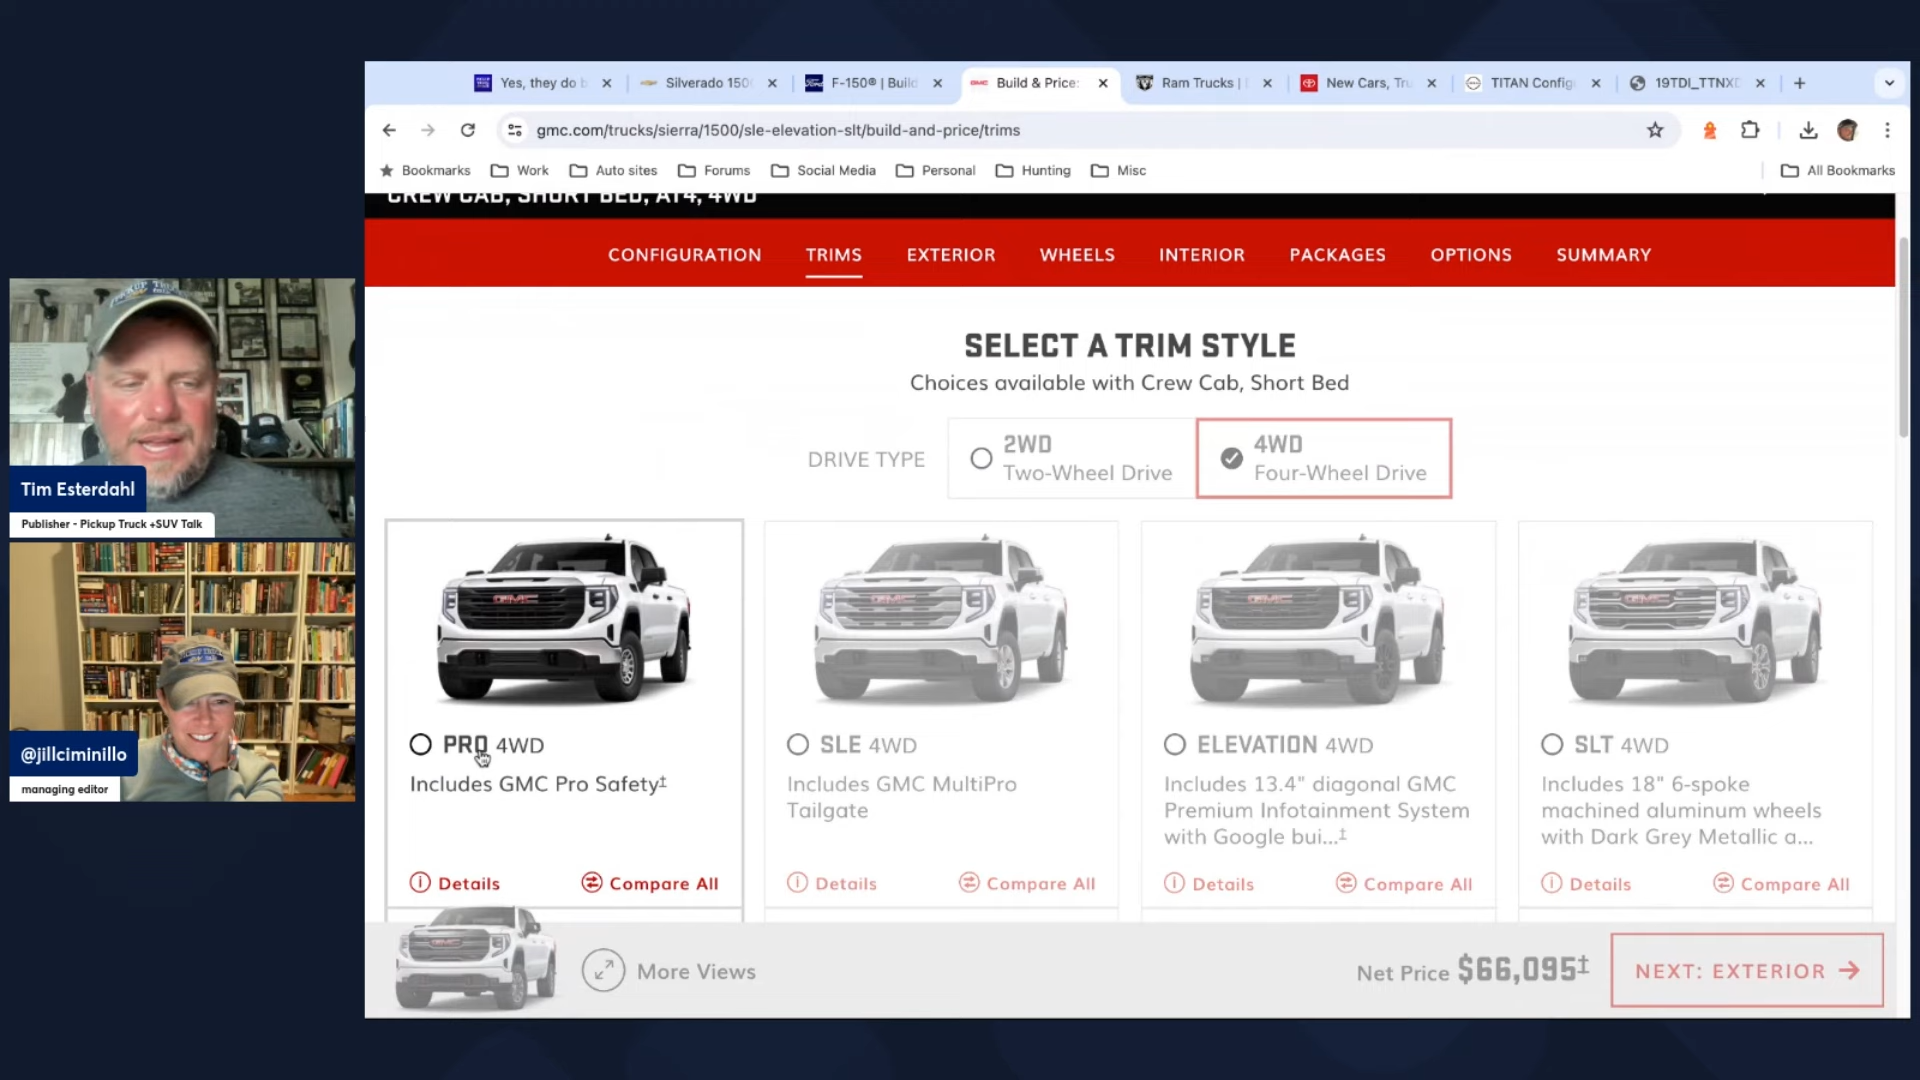 Yes, they do b
Silverado 150
F-150® | Build
Build & Price:
Ram Trucks |
New Cars, Tru
TITAN Config
19TDI_TTNXD
gmc.com/trucks/sierra/1500/sle-elevation-slt/build-and-price/trims
Bookmarks
Work
Auto sites
Forums
Social Media
Personal
Hunting
Misc
All Bookmarks
CREW CAB, SHORT BED, AT4, 4WD
CONFIGURATION
TRIMS
EXTERIOR
WHEELS
INTERIOR
PACKAGES
OPTIONS
SUMMARY
SELECT A TRIM STYLE
Choices available with Crew Cab, Short Bed
DRIVE TYPE
2WD
Two-Wheel Drive
4WD
Four-Wheel Drive
PRO 4WD
Includes GMC Pro Safety‡
Details
Compare All
SLE 4WD
Includes GMC MultiPro
Tailgate
Details
Compare All
ELEVATION 4WD
Includes 13.4" diagonal GMC
Premium Infotainment System
with Google bui...‡
Details
Compare All
SLT 4WD
Includes 18" 6-spoke
machined aluminum wheels
with Dark Grey Metallic a...
Details
Compare All
More Views
Net Price $66,095‡
NEXT: EXTERIOR
Tim Esterdahl
Publisher - Pickup Truck +SUV Talk
@jillciminillo
managing editor